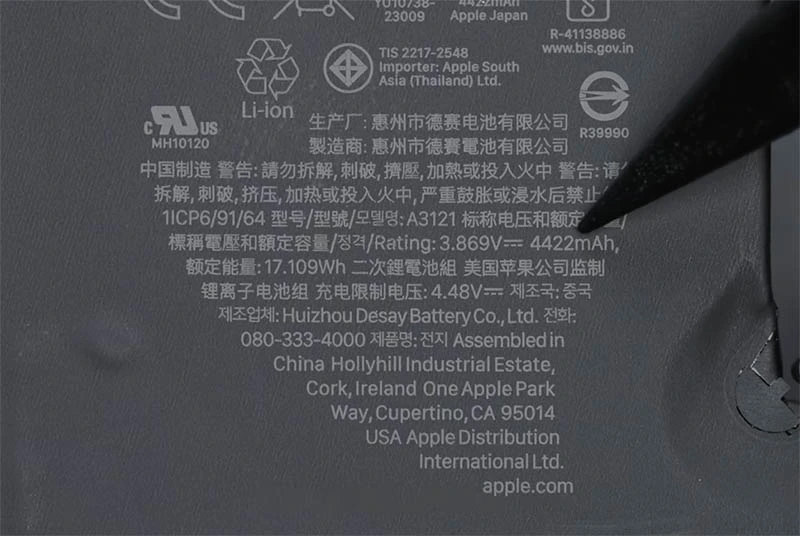 YU10738-
23009
4422mAh
Apple Japan
R-41138886
www.bis.gov.in
TIS 2217-2548
Importer: Apple South
Asia (Thailand) Ltd.
Li-ion
c RU US
MH10120
R39990
生产厂: 惠州市德赛电池有限公司
製造商: 惠州市德賽電池有限公司
中国制造 警告: 請勿拆解, 刺破, 擠壓, 加熱或投入火中 警告: 请勿
拆解, 刺破, 挤压, 加热或投入火中, 严重鼓胀或浸水后禁止
1ICP6/91/64 型号/型號/모델명: A3121 标称电压和额定
標稱電壓和額定容量/정격/Rating: 3.869V⎓ 4422mAh,
额定能量: 17.109Wh 二次鋰電池組 美国苹果公司监制
锂离子电池组 充电限制电压: 4.48V⎓ 제조국: 중국
제조업체: Huizhou Desay Battery Co., Ltd. 전화:
080-333-4000 제품명: 전지 Assembled in
China Hollyhill Industrial Estate,
Cork, Ireland One Apple Park
Way, Cupertino, CA 95014
USA Apple Distribution
International Ltd.
apple.com